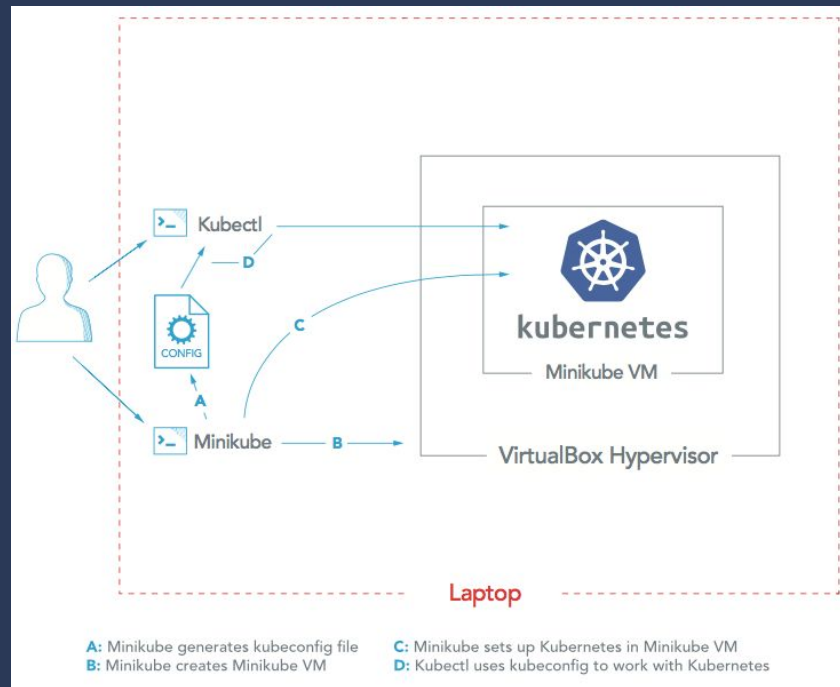 Kubectl
D
CONFIG
A
C
Minikube
B
kubernetes
Minikube VM
VirtualBox Hypervisor
Laptop
A: Minikube generates kubeconfig file
B: Minikube creates Minikube VM
C: Minikube sets up Kubernetes in Minikube VM
D: Kubectl uses kubeconfig to work with Kubernetes